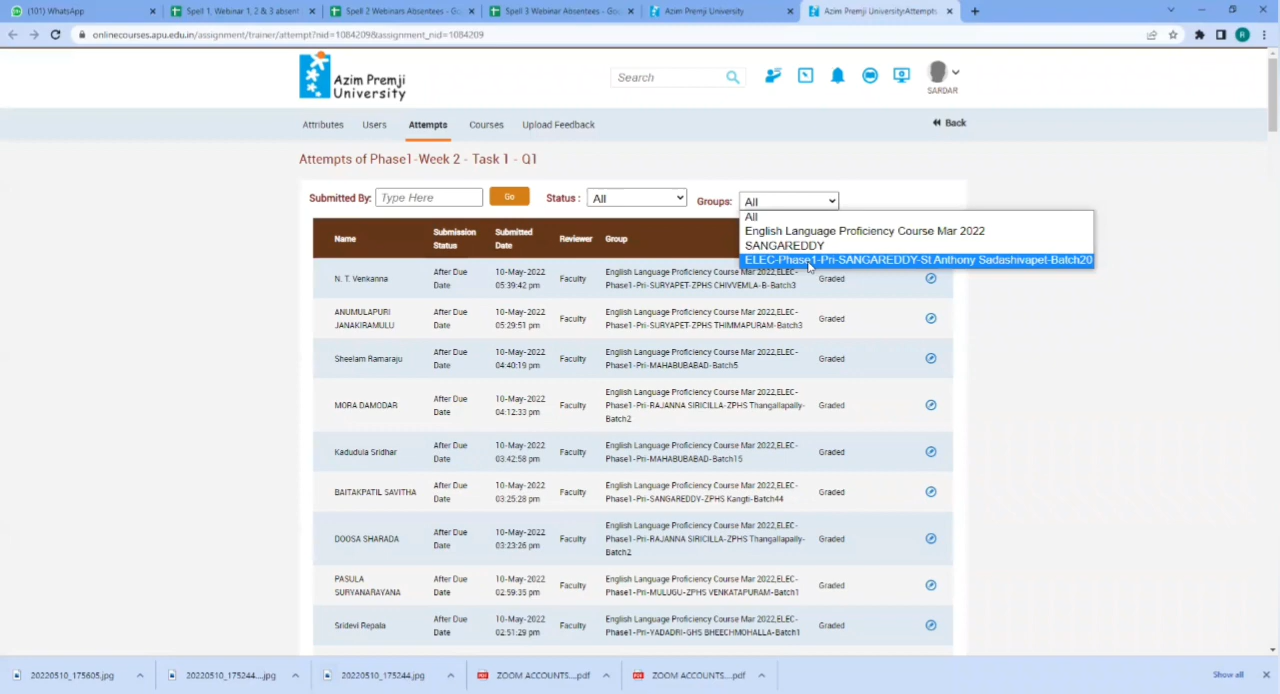 (101) WhatsApp
Spell 1, Webinar 1, 2 & 3 absent
Spell 2 Webinars Absentees - Go
Spell 3 Webinar Absentees - Goo
Azim Premji University
Azim Premji University:Attempts
onlinecourses.apu.edu.in/assignment/trainer/attempt?nid=1084209&assignment_nid=1084209
R
Azim Premji
University
Search
SARDAR
Attributes Users Attempts Courses Upload Feedback Back
Attempts of Phase1-Week 2 - Task 1 - Q1
Submitted By: Type Here Go Status : All Groups: All
All
English Language Proficiency Course Mar 2022
SANGAREDDY
ELEC-Phase1-Pri-SANGAREDDY-St.Anthony Sadashivapet-Batch20
Name Submission Status Submitted Date Reviewer Group
N. T. Venkanna After Due Date 10-May-2022 05:39:42 pm Faculty English Language Proficiency Course Mar 2022,ELEC-Phase1-Pri-SURYAPET-ZPHS CHIVVEMLA-B-Batch3 Graded
ANUMULAPURI JANAKIRAMULU After Due Date 10-May-2022 05:29:51 pm Faculty English Language Proficiency Course Mar 2022,ELEC-Phase1-Pri-SURYAPET-ZPHS THIMMAPURAM-Batch3 Graded
Sheelam Ramaraju After Due Date 10-May-2022 04:40:19 pm Faculty English Language Proficiency Course Mar 2022,ELEC-Phase1-Pri-MAHABUBABAD-Batch5 Graded
MORA DAMODAR After Due Date 10-May-2022 04:12:33 pm Faculty English Language Proficiency Course Mar 2022,ELEC-Phase1-Pri-RAJANNA SIRICILLA-ZPHS Thangallapally-Batch2 Graded
Kadudula Sridhar After Due Date 10-May-2022 03:42:58 pm Faculty English Language Proficiency Course Mar 2022,ELEC-Phase1-Pri-MAHABUBABAD-Batch15 Graded
BAITAKPATIL SAVITHA After Due Date 10-May-2022 03:25:28 pm Faculty English Language Proficiency Course Mar 2022,ELEC-Phase1-Pri-SANGAREDDY-ZPHS Kangti-Batch44 Graded
DOOSA SHARADA After Due Date 10-May-2022 03:23:26 pm Faculty English Language Proficiency Course Mar 2022,ELEC-Phase1-Pri-RAJANNA SIRICILLA-ZPHS Thangallapally-Batch2 Graded
PASULA SURYANARAYANA After Due Date 10-May-2022 02:59:35 pm Faculty English Language Proficiency Course Mar 2022,ELEC-Phase1-Pri-MULUGU-ZPHS VENKATAPURAM-Batch1 Graded
Sridevi Repala After Due Date 10-May-2022 02:51:29 pm Faculty English Language Proficiency Course Mar 2022,ELEC-Phase1-Pri-YADADRI-GHS BHEECHMOHALLA-Batch1 Graded
20220510_175605.jpg
20220510_175244....jpg
20220510_175244.jpg
ZOOM ACCOUNTS....pdf
ZOOM ACCOUNTS....pdf
Show all